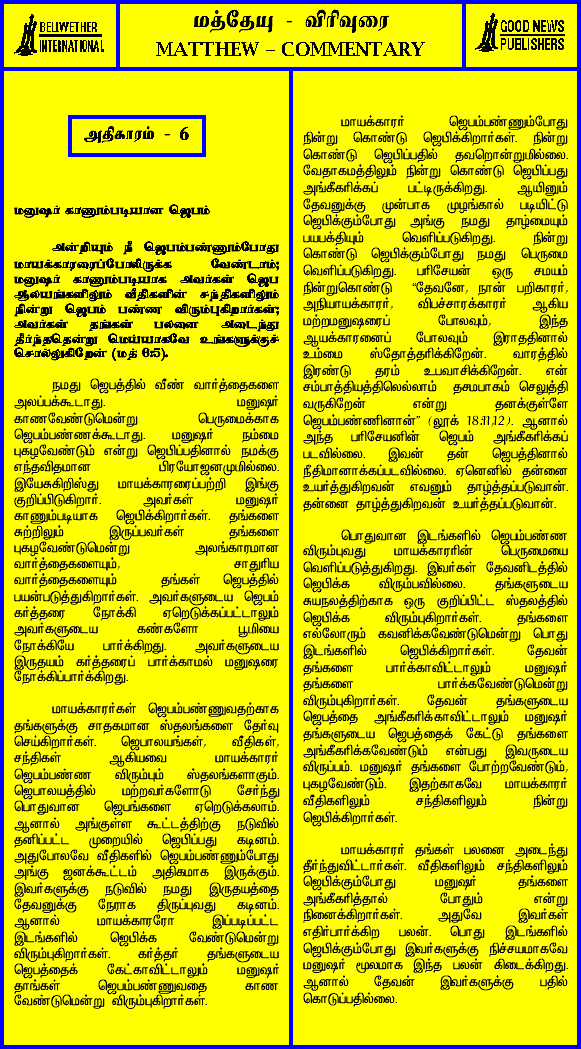 BELIWETHER
INTERNATIONAL
மத்தேயு - விரிவுரை
MATTHEW – COMMENTARY
GOOD NEWS
PUBLISHERS
அதிகாரம் - 6
மனுஷர் காணும்படியான ஜெபம்
அன்றியும் நீ ஜெபம்பண்ணும்போது
மாயக்காரரைப்போலிருக்க வேண்டாம்;
மனுஷர் காணும்படியாக அவர்கள் ஜெப
ஆலயங்களிலும் வீதிகளின் சந்திகளிலும்
நின்று ஜெபம் பண்ண விரும்புகிறார்கள்;
அவர்கள் தங்கள் பலனை அடைந்து
தீர்ந்ததென்று மெய்யாகவே உங்களுக்குச்
சொல்லுகிறேன் (மத் 6:5).
நமது ஜெபத்தில் வீண் வார்த்தைகளை
அலப்பக்கூடாது. மனுஷர்
காணவேண்டுமென்று பெருமைக்காக
ஜெபம்பண்ணக்கூடாது. மனுஷர் நம்மை
புகழவேண்டும் என்று ஜெபிப்பதினால் நமக்கு
எந்தவிதமான பிரயோஜனமுமில்லை.
இயேசுகிறிஸ்து மாயக்காரரைப்பற்றி இங்கு
குறிப்பிடுகிறார். அவர்கள் மனுஷர்
காணும்படியாக ஜெபிக்கிறார்கள். தங்களை
சுற்றிலும் இருப்பவர்கள் தங்களை
புகழவேண்டுமென்று அலங்காரமான
வார்த்தைகளையும், சாதுரிய
வார்த்தைகளையும் தங்கள் ஜெபத்தில்
பயன்படுத்துகிறார்கள். அவர்களுடைய ஜெபம்
கர்த்தரை நோக்கி ஏறெடுக்கப்பட்டாலும்
அவர்களுடைய கண்களோ பூமியை
நோக்கியே பார்க்கிறது. அவர்களுடைய
இருதயம் கர்த்தரைப் பார்க்காமல் மனுஷரை
நோக்கிப்பார்க்கிறது.
மாயக்காரர்கள் ஜெபம்பண்ணுவதற்காக
தங்களுக்கு சாதகமான ஸ்தலங்களை தேர்வு
செய்கிறார்கள். ஜெபாலயங்கள், வீதிகள்,
சந்திகள் ஆகியவை மாயக்காரர்
ஜெபம்பண்ண விரும்பும் ஸ்தலங்களாகும்.
ஜெபாலயத்தில் மற்றவர்களோடு சேர்ந்து
பொதுவான ஜெபங்களை ஏறெடுக்கலாம்.
ஆனால் அங்குள்ள கூட்டத்திற்கு நடுவில்
தனிப்பட்ட முறையில் ஜெபிப்பது கடினம்.
அதுபோலவே வீதிகளில் ஜெபம்பண்ணும்போது
அங்கு ஜனக்கூட்டம் அதிகமாக இருக்கும்.
இவர்களுக்கு நடுவில் நமது இருதயத்தை
தேவனுக்கு நேராக திருப்புவது கடினம்.
ஆனால் மாயக்காரரோ இப்படிப்பட்ட
இடங்களில் ஜெபிக்க வேண்டுமென்று
விரும்புகிறார்கள். கர்த்தர் தங்களுடைய
ஜெபத்தைக் கேட்காவிட்டாலும் மனுஷர்
தாங்கள் ஜெபம்பண்ணுவதை காண
வேண்டுமென்று விரும்புகிறார்கள்.
மாயக்காரர் ஜெபம்பண்ணும்போது
நின்று கொண்டு ஜெபிக்கிறார்கள். நின்று
கொண்டு ஜெபிப்பதில் தவறொன்றுமில்லை.
வேதாகமத்திலும் நின்று கொண்டு ஜெபிப்பது
அங்கீகரிக்கப் பட்டிருக்கிறது. ஆயினும்
தேவனுக்கு முன்பாக முழங்கால் படியிட்டு
ஜெபிக்கும்போது அங்கு நமது தாழ்மையும்
பயபக்தியும் வெளிப்படுகிறது. நின்று
கொண்டு ஜெபிக்கும்போது நமது பெருமை
வெளிப்படுகிறது. பரிசேயன் ஒரு சமயம்
நின்றுகொண்டு “தேவனே, நான் பறிகாரர்,
அநியாயக்காரர், விபச்சாரக்காரர் ஆகிய
மற்றமனுஷரைப் போலவும், இந்த
ஆயக்காரனைப் போலவும் இராததினால்
உம்மை ஸ்தோத்தரிக்கிறேன். வாரத்தில்
இரண்டு தரம் உபவாசிக்கிறேன். என்
சம்பாத்தியத்திலெல்லாம் தசமபாகம் செலுத்தி
வருகிறேன் என்று தனக்குள்ளே
ஜெபம்பண்ணினான்” (லூக் 18:11,12). ஆனால்
அந்த பரிசேயனின் ஜெபம் அங்கீகரிக்கப்
படவில்லை. இவன் தன் ஜெபத்தினால்
நீதிமானாக்கப்படவில்லை. ஏனெனில் தன்னை
உயர்த்துகிறவன் எவனும் தாழ்த்தப்படுவான்.
தன்னை தாழ்த்துகிறவன் உயர்த்தப்படுவான்.
பொதுவான இடங்களில் ஜெபம்பண்ண
விரும்புவது மாயக்காரரின் பெருமையை
வெளிப்படுத்துகிறது. இவர்கள் தேவனிடத்தில்
ஜெபிக்க விரும்பவில்லை. தங்களுடைய
சுயநலத்திற்காக ஒரு குறிப்பிட்ட ஸ்தலத்தில்
ஜெபிக்க விரும்புகிறார்கள். தங்களை
எல்லோரும் கவனிக்கவேண்டுமென்று பொது
இடங்களில் ஜெபிக்கிறார்கள். தேவன்
தங்களை பார்க்காவிட்டாலும் மனுஷர்
தங்களை பார்க்கவேண்டுமென்று
விரும்புகிறார்கள். தேவன் தங்களுடைய
ஜெபத்தை அங்கீகரிக்காவிட்டாலும் மனுஷர்
தங்களுடைய ஜெபத்தைக் கேட்டு தங்களை
அங்கீகரிக்கவேண்டும் என்பது இவருடைய
விருப்பம். மனுஷர் தங்களை போற்றவேண்டும்,
புகழவேண்டும். இதற்காகவே மாயக்காரர்
வீதிகளிலும் சந்திகளிலும் நின்று
ஜெபிக்கிறார்கள்.
மாயக்காரர் தங்கள் பலனை அடைந்து
தீர்ந்துவிட்டார்கள். வீதிகளிலும் சந்திகளிலும்
ஜெபிக்கும்போது மனுஷர் தங்களை
அங்கீகரித்தால் போதும் என்று
நினைக்கிறார்கள். அதுவே இவர்கள்
எதிர்பார்க்கிற பலன். பொது இடங்களில்
ஜெபிக்கும்போது இவர்களுக்கு நிச்சயமாகவே
மனுஷர் மூலமாக இந்த பலன் கிடைக்கிறது.
ஆனால் தேவன் இவர்களுக்கு பதில்
கொடுப்பதில்லை.